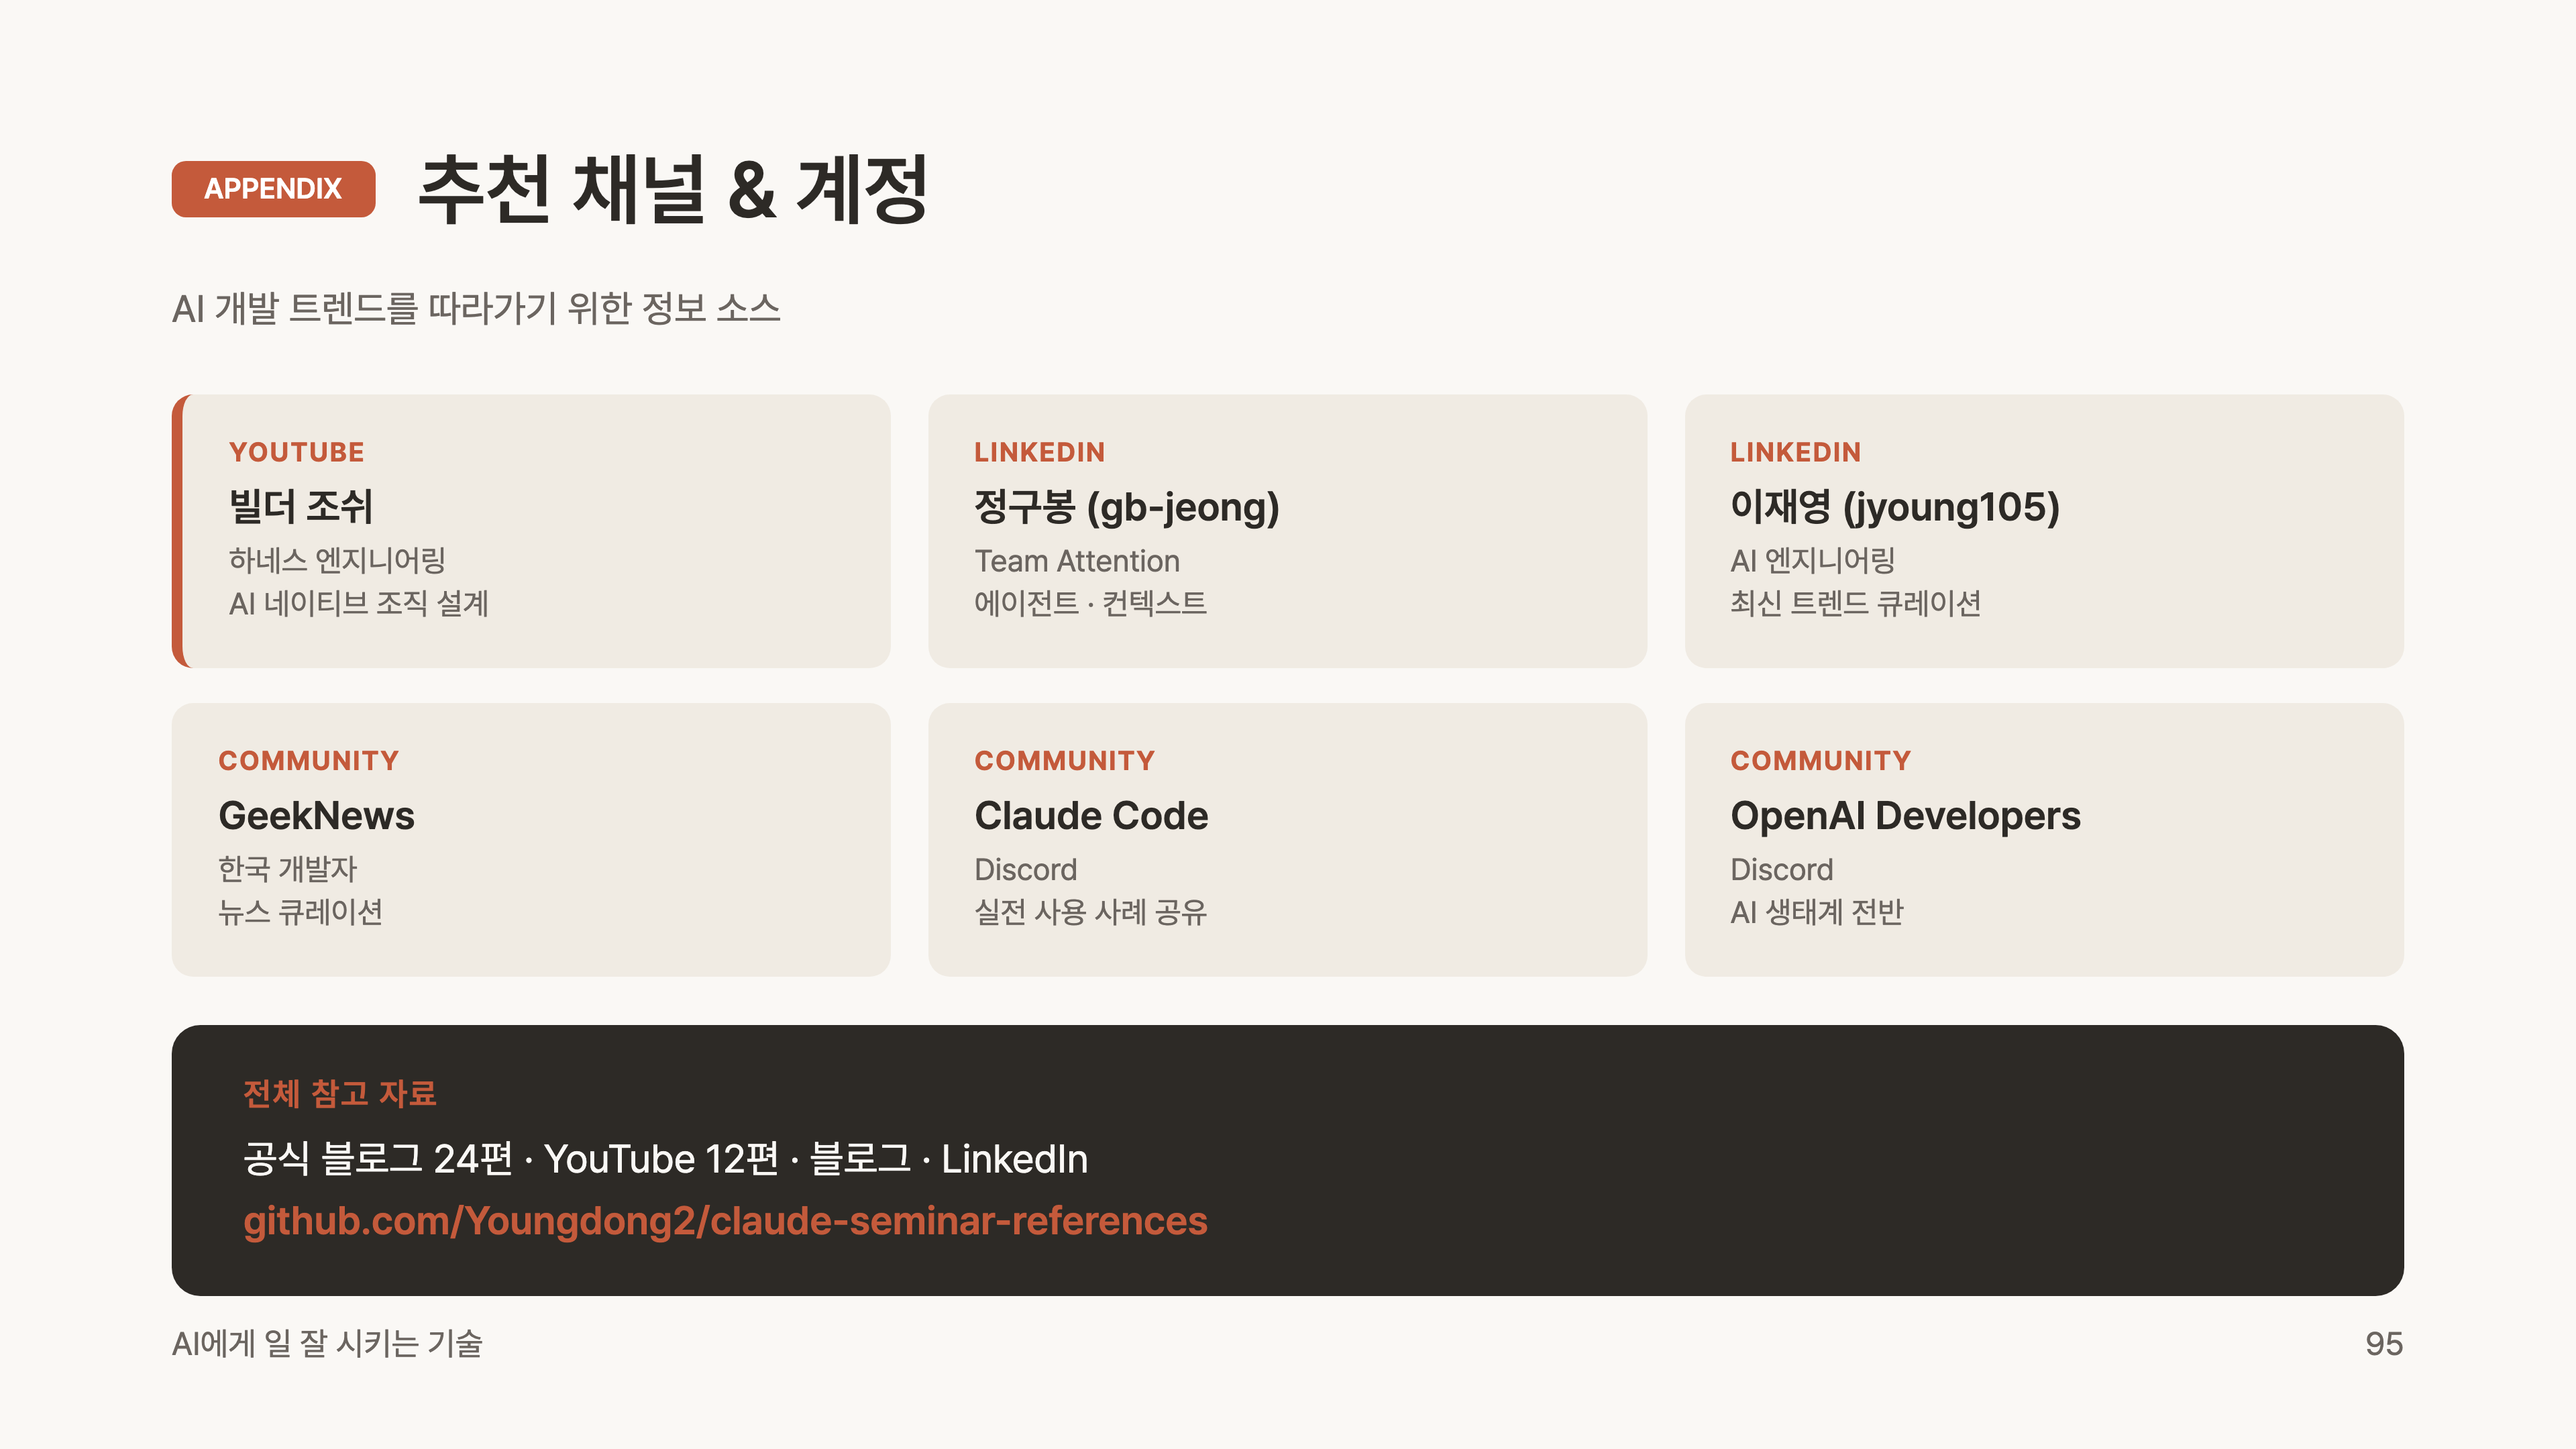 APPENDIX
추천 채널 & 계정
AI 개발 트렌드를 따라가기 위한 정보 소스
YOUTUBE
빌더 조쉬
하네스 엔지니어링
AI 네이티브 조직 설계
LINKEDIN
정구봉 (gb-jeong)
Team Attention
에이전트 · 컨텍스트
LINKEDIN
이재영 (jyoung105)
AI 엔지니어링
최신 트렌드 큐레이션
COMMUNITY
GeekNews
한국 개발자
뉴스 큐레이션
COMMUNITY
Claude Code
Discord
실전 사용 사례 공유
COMMUNITY
OpenAI Developers
Discord
AI 생태계 전반
전체 참고 자료
공식 블로그 24편 · YouTube 12편 · 블로그 · LinkedIn
github.com/Youngdong2/claude-seminar-references
AI에게 일 잘 시키는 기술
95